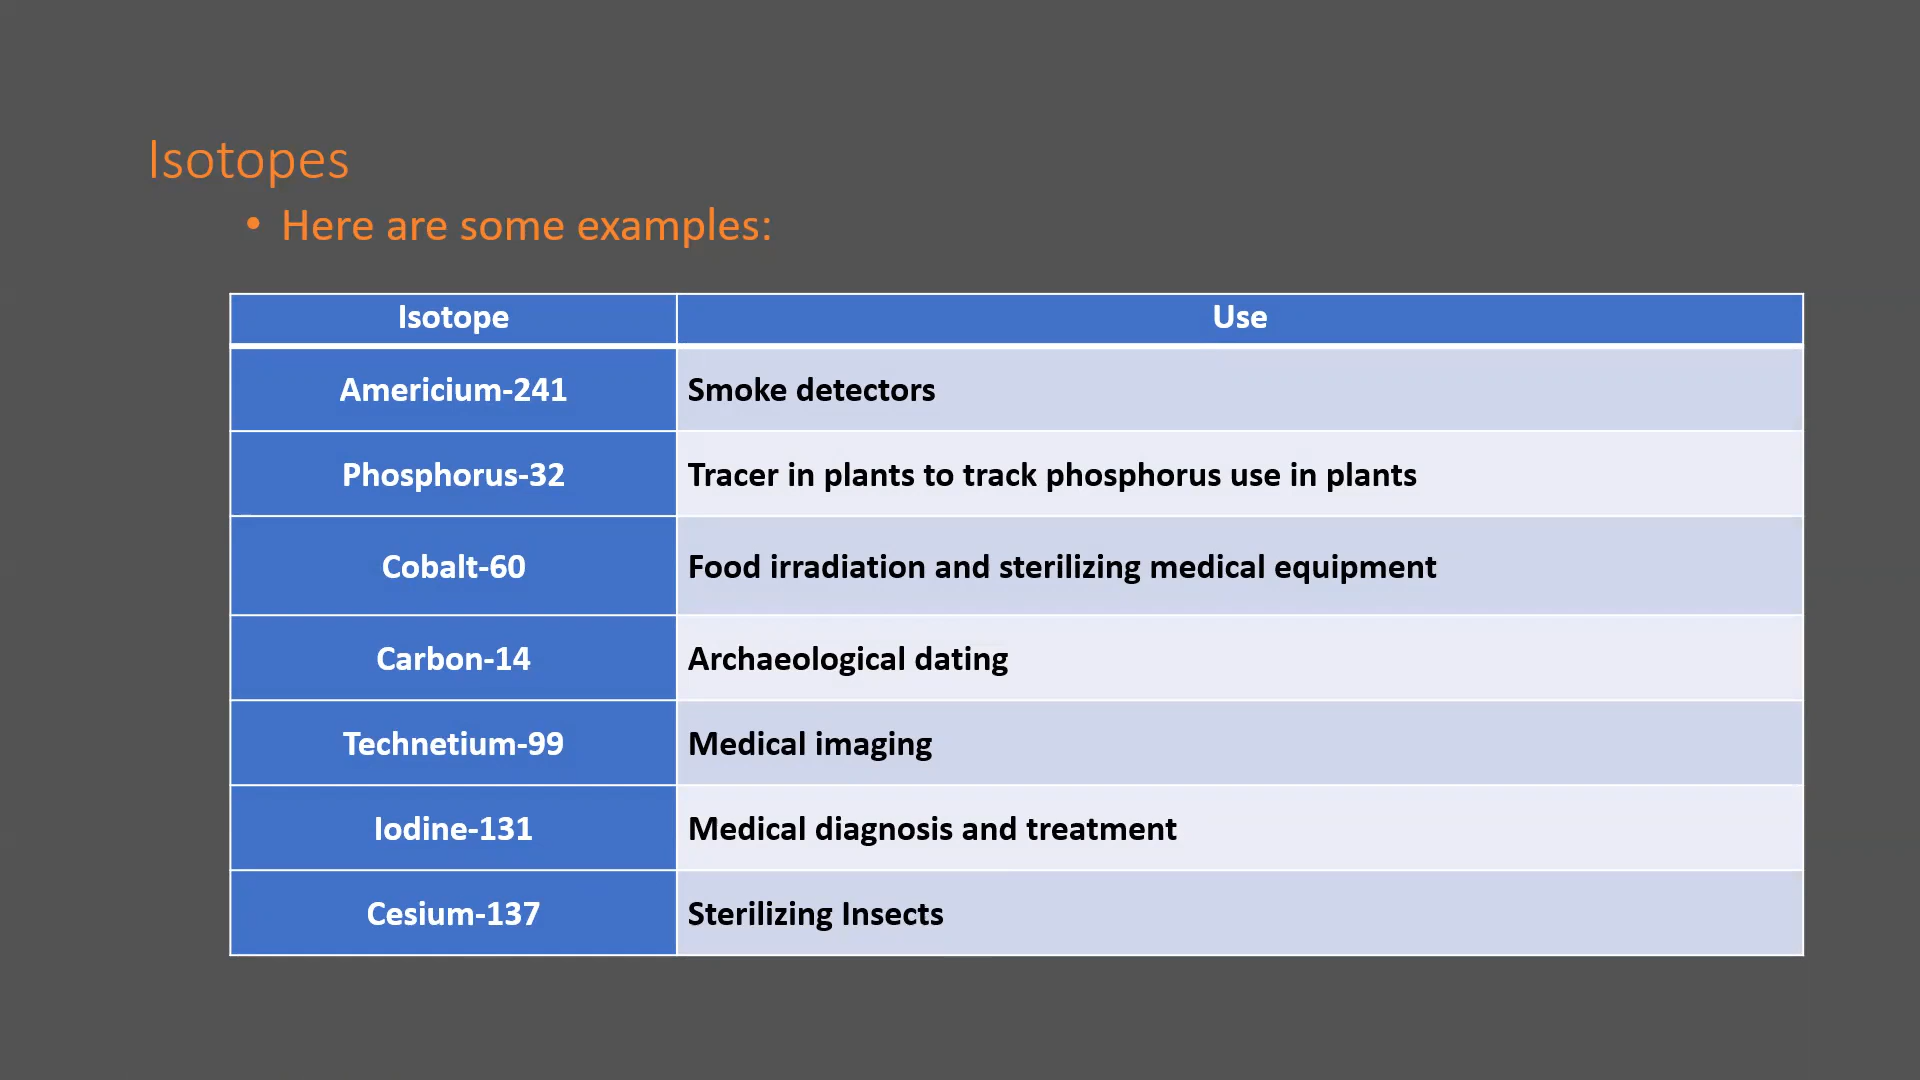 Isotopes
• Here are some examples:
Isotope Use
Americium-241 Smoke detectors
Phosphorus-32 Tracer in plants to track phosphorus use in plants
Cobalt-60 Food irradiation and sterilizing medical equipment
Carbon-14 Archaeological dating
Technetium-99 Medical imaging
Iodine-131 Medical diagnosis and treatment
Cesium-137 Sterilizing Insects